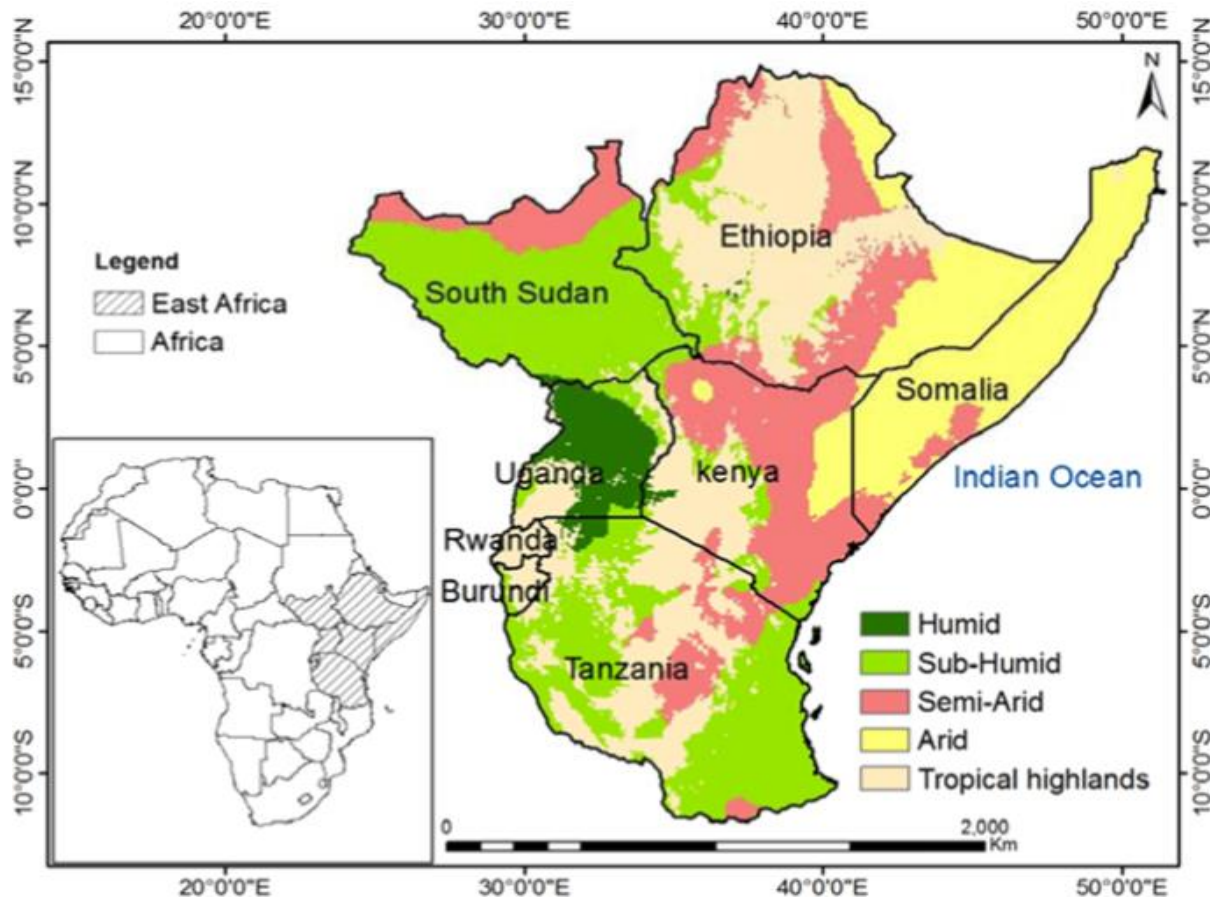 20°0'0"E 30°0'0"E 40°0'0"E 50°0'0"E
15°0'0"N 15°0'0"N
N
10°0'0"N 10°0'0"N
Ethiopia
Legend
East Africa
South Sudan
Africa
5°0'0"N 5°0'0"N
Somalia
Uganda kenya Indian Ocean
0°0'0" 0°0'0"
Rwanda
Burundi
Humid
5°0'0"S 5°0'0"S
Sub-Humid
Tanzania
Semi-Arid
Arid
10°0'0"S 10°0'0"S
Tropical highlands
0 2,000
Km
20°0'0"E 30°0'0"E 40°0'0"E 50°0'0"E